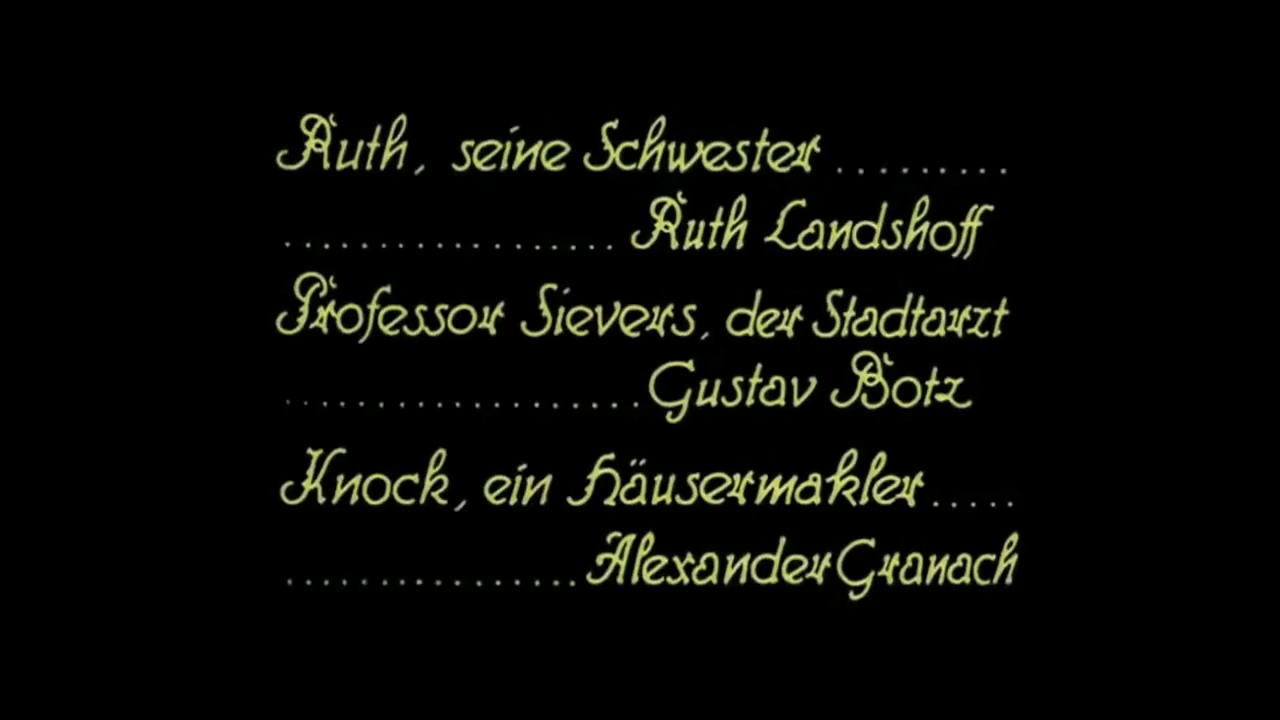 Ruth, seine Schwester .........
.................. Ruth Landshoff
Professor Sievers, der Stadtarzt
.................... Gustav Botz
Knock, ein Häusermakler .....
................ Alexander Granach